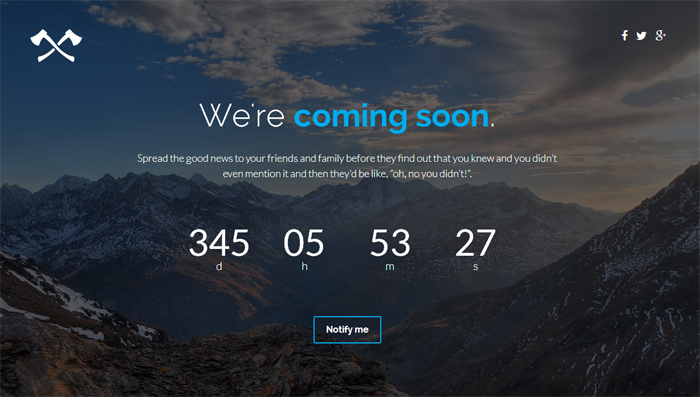 We're coming soon.
Spread the good news to your friends and family before they find out that you knew and you didn't
even mention it and then they'd be like, "oh, no you didn't!".
345 05 53 27
d h m s
Notify me